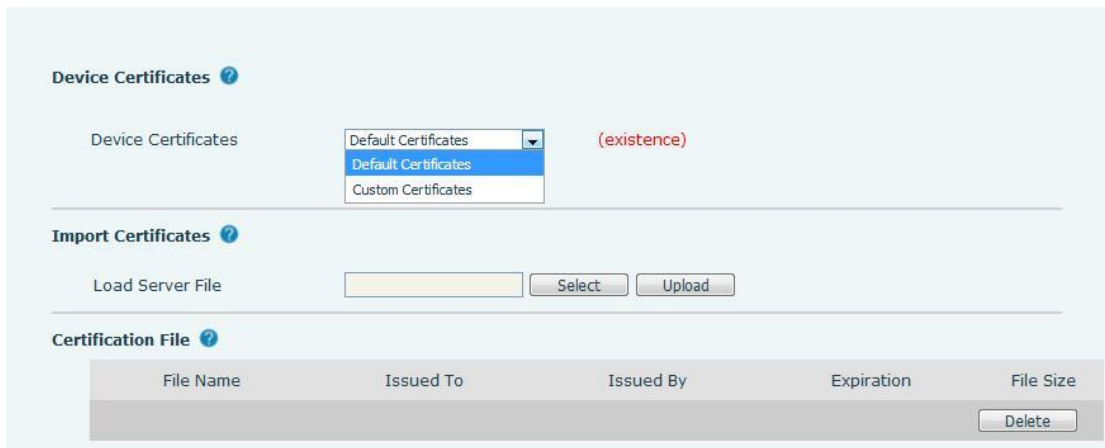 Device Certificates ?
Device Certificates Default Certificates (existence)
Default Certificates
Custom Certificates
Import Certificates ?
Load Server File Select Upload
Certification File ?
File Name Issued To Issued By Expiration File Size
Delete